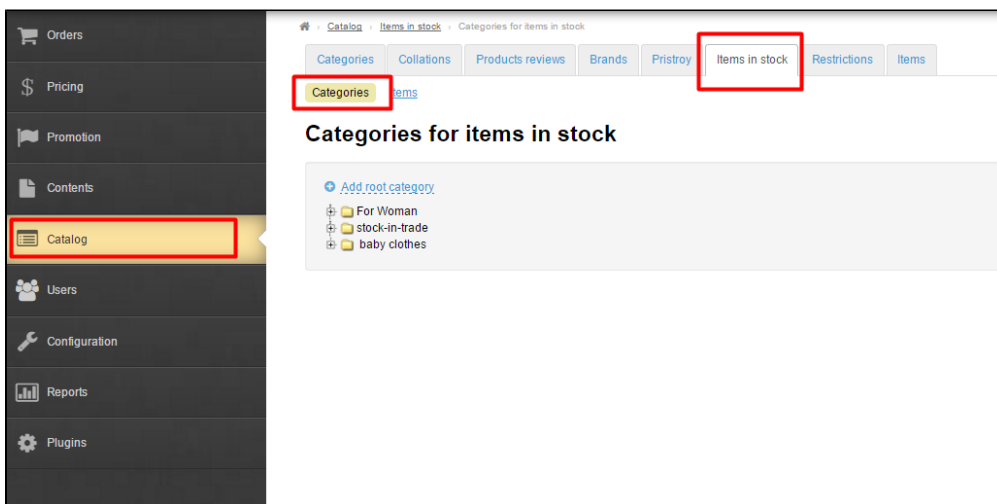 Orders
Pricing
Promotion
Contents
Catalog
Users
Configuration
Reports
Plugins
Catalog Items in stock Categories for items in stock
Categories Collations Products reviews Brands Pristroy Items in stock Restrictions Items
Categories Items
Categories for items in stock
Add root category
For Woman
stock-in-trade
baby clothes